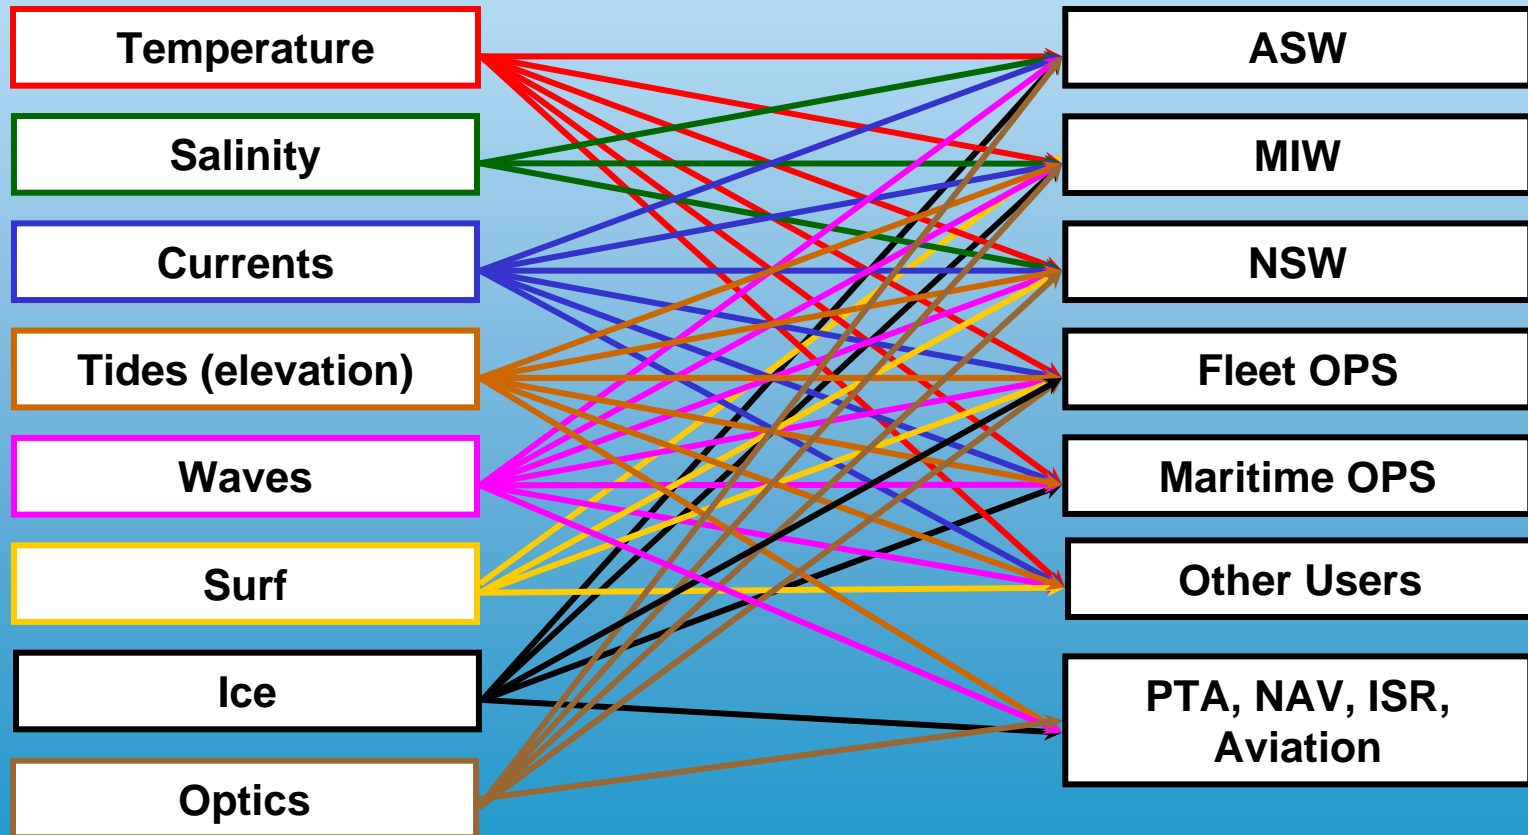 Temperature
Salinity
Currents
Tides (elevation)
Waves
Surf
Ice
Optics
ASW
MIW
NSW
Fleet OPS
Maritime OPS
Other Users
PTA, NAV, ISR,
Aviation